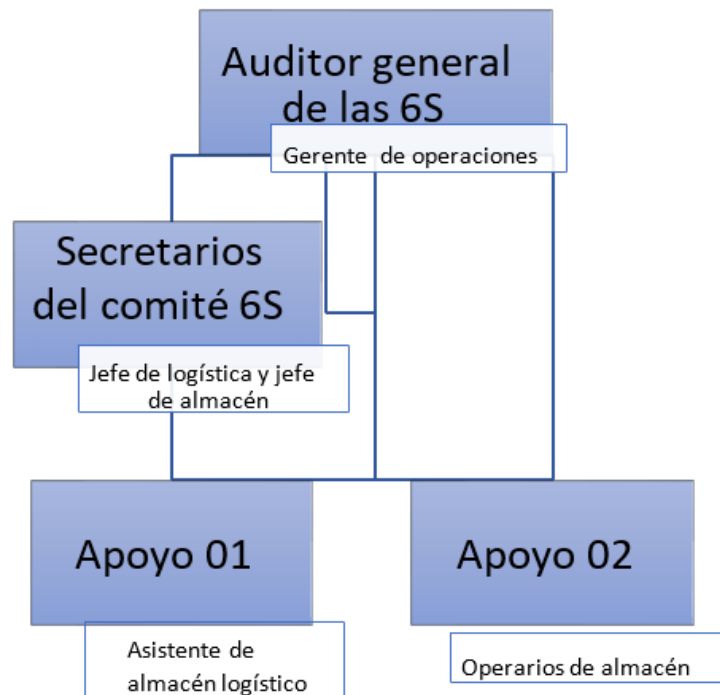 Auditor general
de las 6S
Gerente de operaciones
Secretarios
del comité 6S
Jefe de logística y jefe
de almacén
Apoyo 01
Asistente de
almacén logístico
Apoyo 02
Operarios de almacén